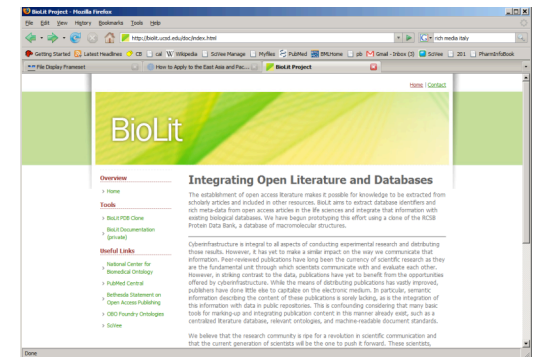 BioLit Project - Mozilla Firefox
File Edit View History Bookmarks Tools Help
http://biolit.ucsd.edu/doc/index.html
rich media italy
Getting Started Latest Headlines CB cal Wikipedia SciVee Manage Myfiles PubMed BMLHome pb Gmail - Inbox (3) SciVee 201 PharmInfoBook
File Display Frameset
How to Apply to the East Asia and Pac...
BioLit Project
Home | Contact
BioLit
Overview
Home
Tools
BioLit PDB Clone
BioLit Documentation
(private)
Useful Links
National Center for
Biomedical Ontology
PubMed Central
Bethesda Statement on
Open Access Publishing
OBO Foundry Ontologies
SciVee
Integrating Open Literature and Databases
The establishment of open access literature makes it possible for knowledge to be extracted from
scholarly articles and included in other resources. BioLit aims to extract database identifiers and
rich meta-data from open access articles in the life sciences and integrate that information with
existing biological databases. We have begun prototyping this effort using a clone of the RCSB
Protein Data Bank, a database of macromolecular structures.
Cyberinfrastructure is integral to all aspects of conducting experimental research and distributing
those results. However, it has yet to make a similar impact on the way we communicate that
information. Peer-reviewed publications have long been the currency of scientific research as they
are the fundamental unit through which scientists communicate with and evaluate each other.
However, in striking contrast to the data, publications have yet to benefit from the opportunities
offered by cyberinfrastructure. While the means of distributing publications has vastly improved,
publishers have done little else to capitalize on the electronic medium. In particular, semantic
information describing the content of these publications is sorely lacking, as is the integration of
this information with data in public repositories. This is confounding considering that many basic
tools for marking-up and integrating publication content in this manner already exist, such as a
centralized literature database, relevant ontologies, and machine-readable document standards.
We believe that the research community is ripe for a revolution in scientific communication and
that the current generation of scientists will be the one to push it forward. These scientists,
Done